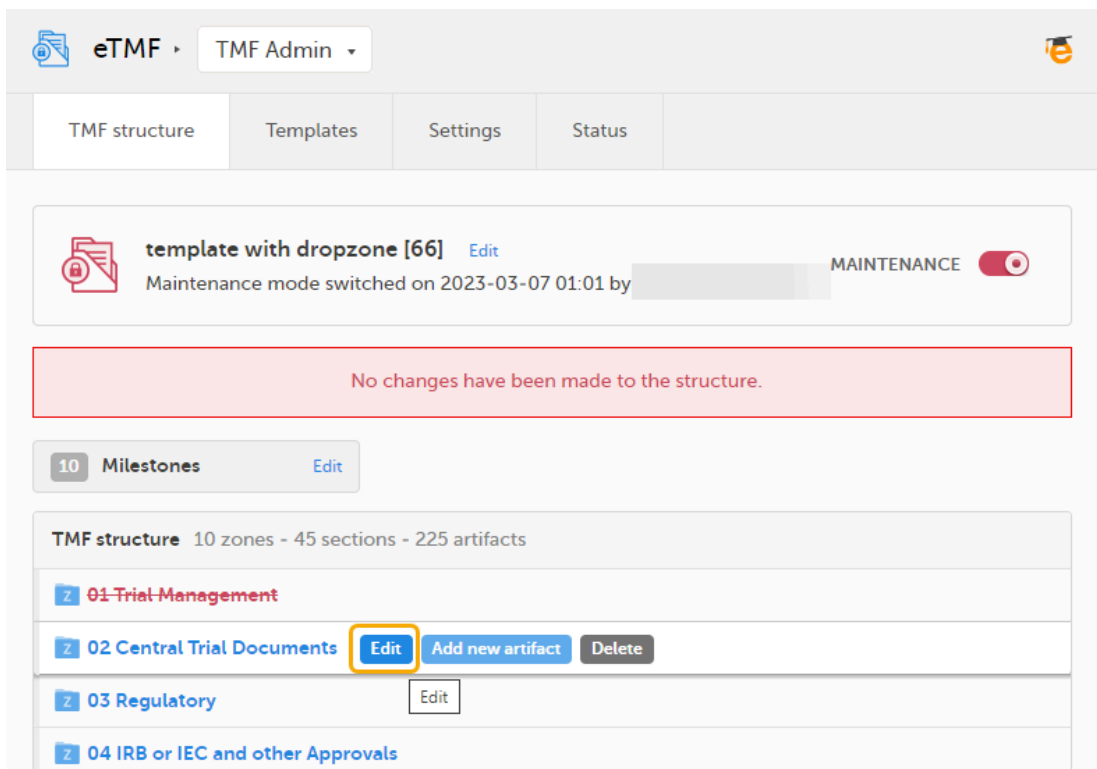 eTMF TMF Admin
TMF structure Templates Settings Status
template with dropzone [66] Edit
Maintenance mode switched on 2023-03-07 01:01 by
MAINTENANCE
No changes have been made to the structure.
10 Milestones Edit
TMF structure 10 zones - 45 sections - 225 artifacts
Z 01 Trial Management
Z 02 Central Trial Documents Edit Add new artifact Delete
Z 03 Regulatory Edit
Z 04 IRB or IEC and other Approvals